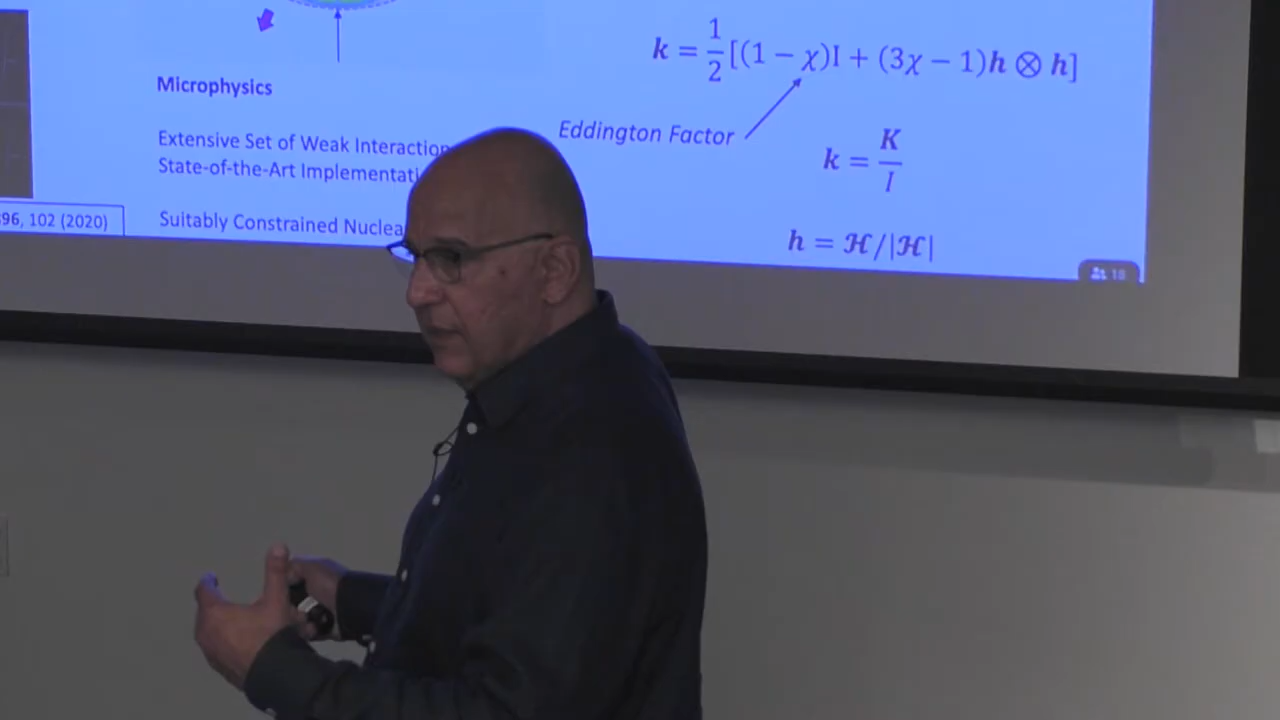 Microphysics
Extensive Set of Weak Interaction
State-of-the-Art Implementati
Suitably Constrained Nuclea
96, 102 (2020)
k = 1/2 [(1 − χ)I + (3χ − 1)h ⊗ h]
Eddington Factor
k = K/I
h = ℋ/|ℋ|
18